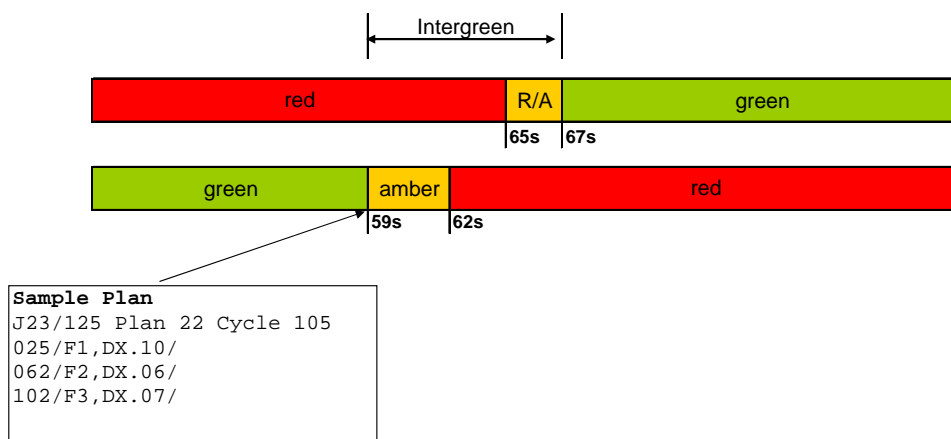 Intergreen
red R/A green
65s 67s
green amber red
59s 62s
Sample Plan
J23/125 Plan 22 Cycle 105
025/F1,DX.10/
062/F2,DX.06/
102/F3,DX.07/